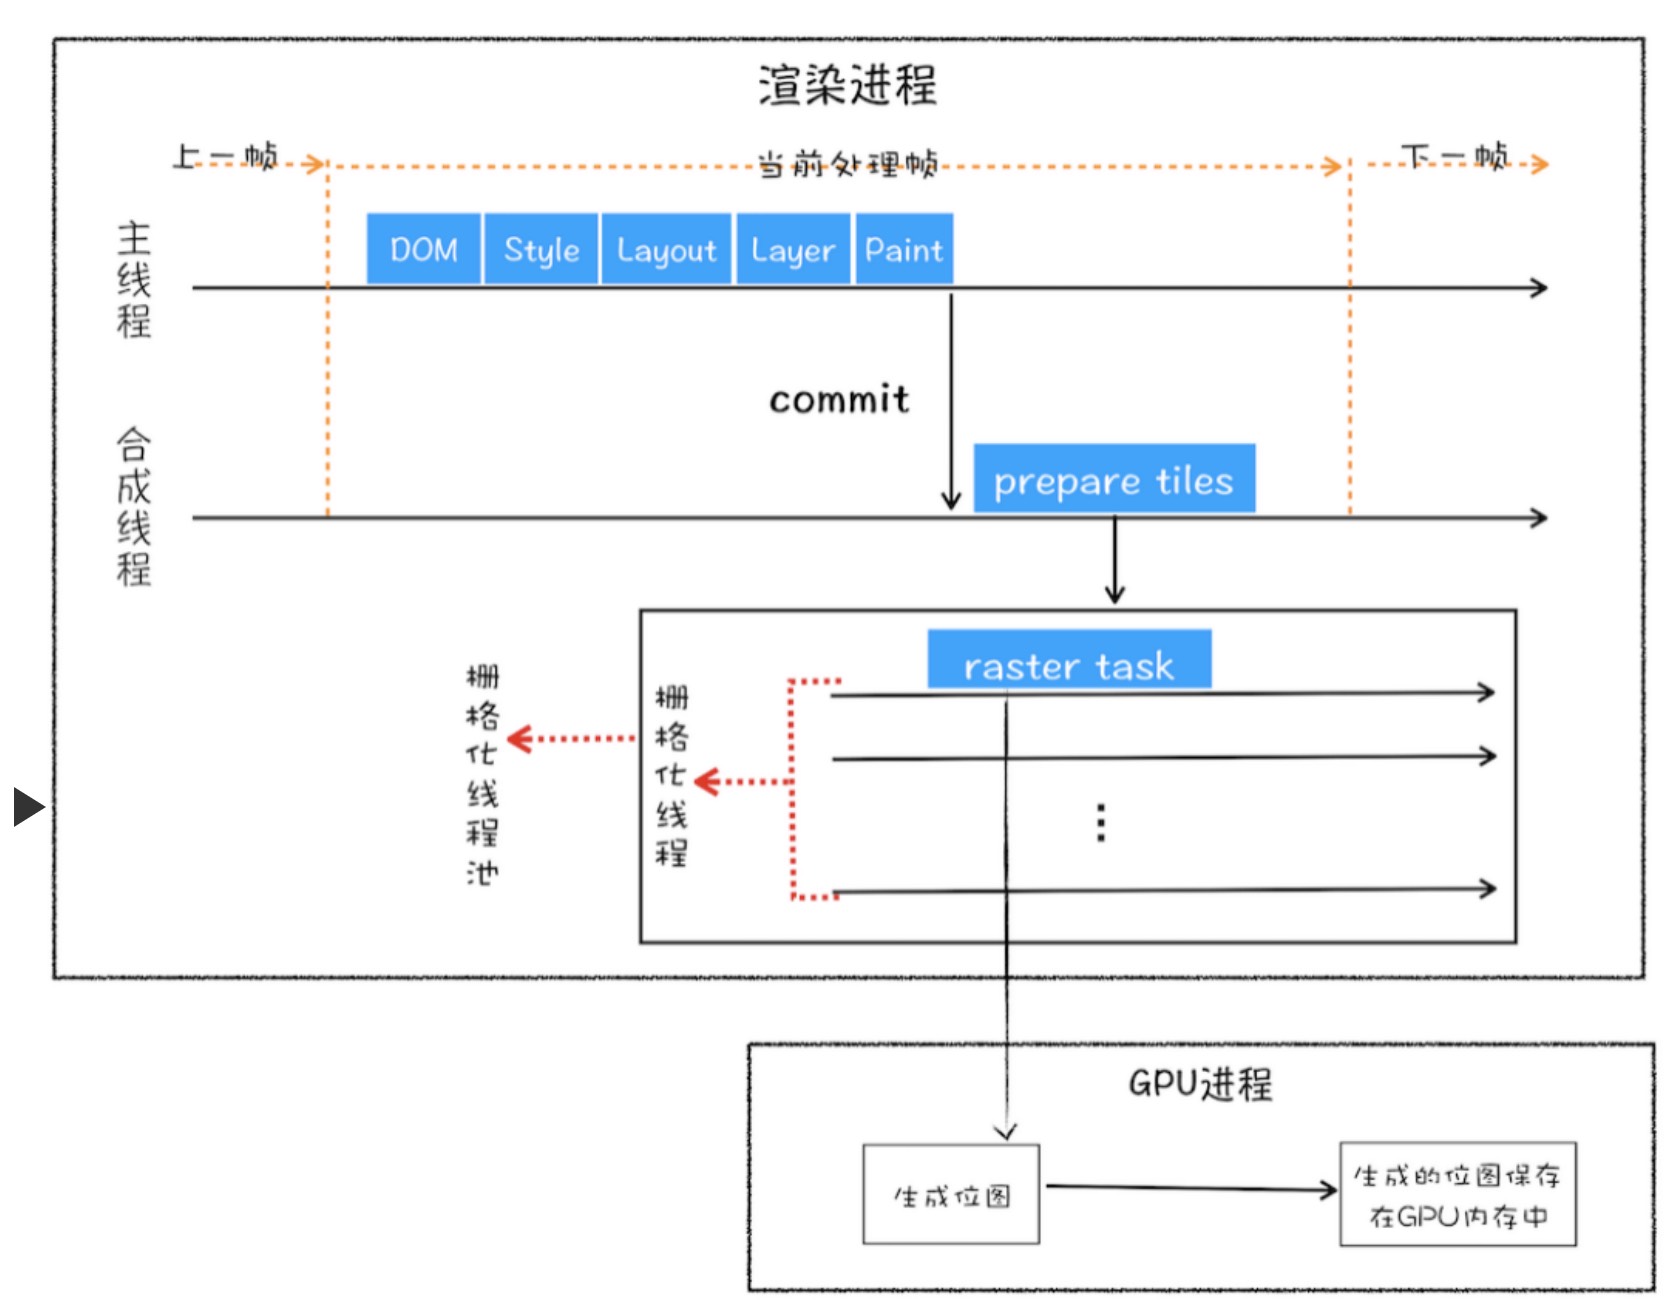 渲染进程
上一帧
当前处理帧
下一帧
主线程
DOM
Style
Layout
Layer
Paint
commit
合成线程
prepare tiles
raster task
栅格化线程池
栅格化线程
GPU进程
生成位图
生成的位图保存
在GPU内存中